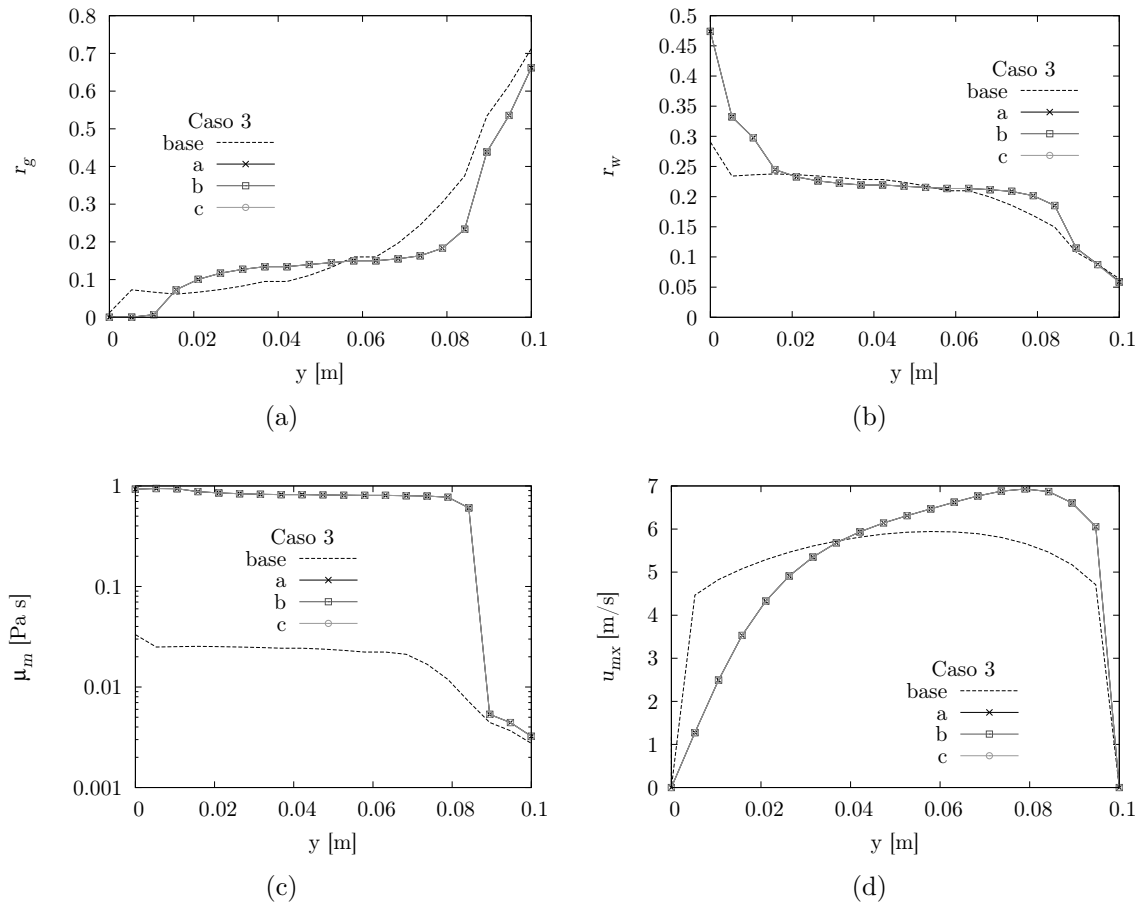 0.8
0.7
0.6
0.5
0.4
0.3
0.2
0.1
0
r_g
Caso 3
base
a
b
c
0 0.02 0.04 0.06 0.08 0.1
y [m]
(a)
0.5
0.45
0.4
0.35
0.3
0.25
0.2
0.15
0.1
0.05
0
r_w
Caso 3
base
a
b
c
0 0.02 0.04 0.06 0.08 0.1
y [m]
(b)
1
0.1
0.01
0.001
μ_m [Pa s]
Caso 3
base
a
b
c
0 0.02 0.04 0.06 0.08 0.1
y [m]
(c)
7
6
5
4
3
2
1
0
u_mx [m/s]
Caso 3
base
a
b
c
0 0.02 0.04 0.06 0.08 0.1
y [m]
(d)